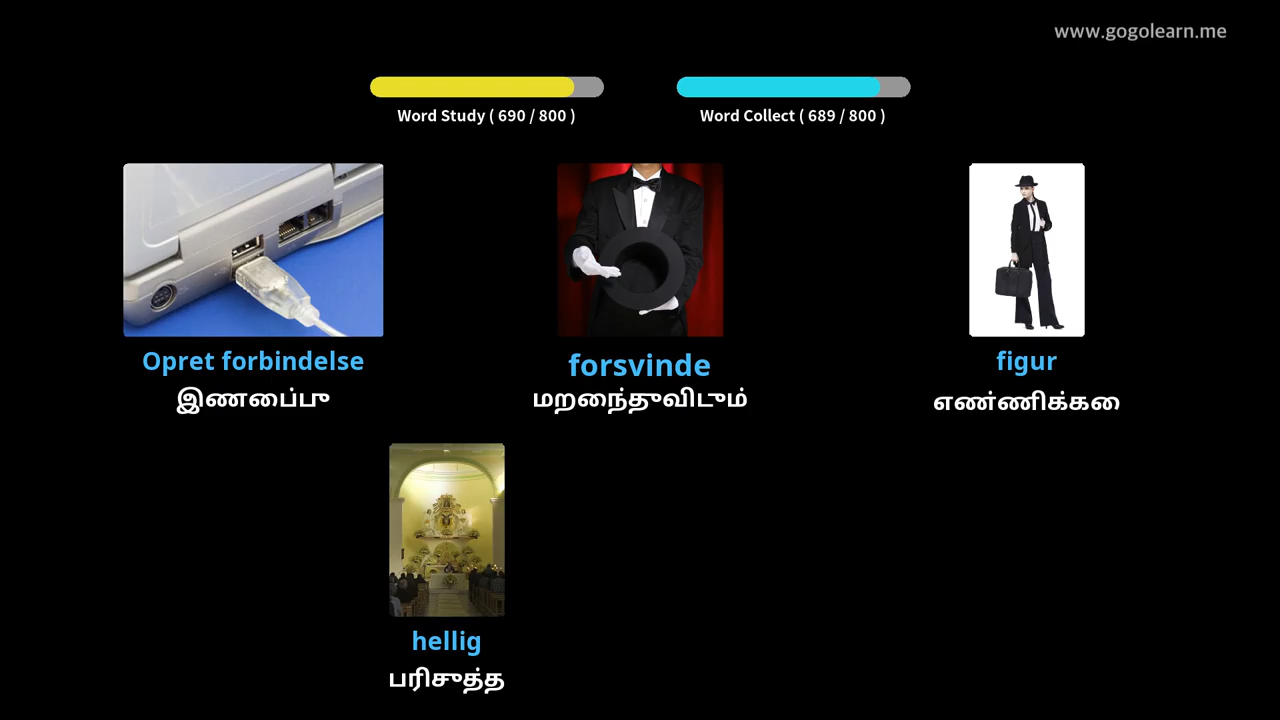 www.gogolearn.me
Word Study ( 690 / 800 )
Word Collect ( 689 / 800 )
Opret forbindelse
இணைப்பு
forsvinde
மறைந்துவிடும்
figur
எண்ணிக்கை
hellig
பரிசுத்த